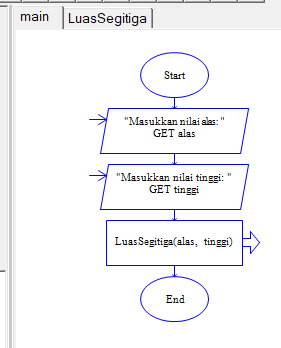 main
LuasSegitiga
Start
"Masukkan nilai alas: "
GET alas
"Masukkan nilai tinggi: "
GET tinggi
LuasSegitiga(alas, tinggi)
End